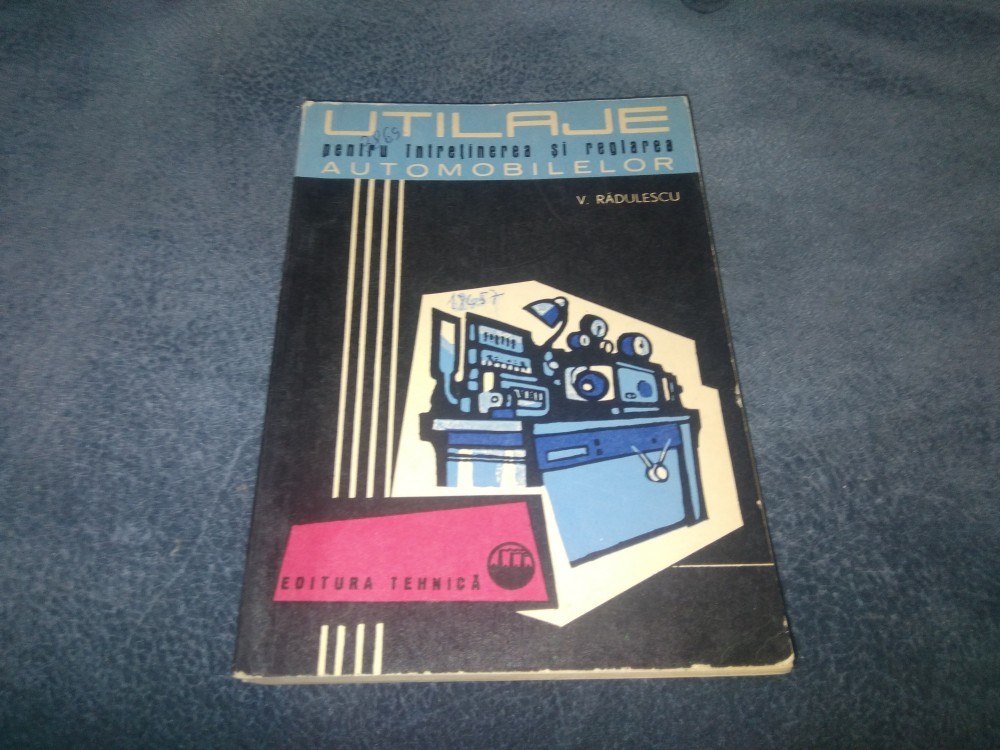 UTILAJE
pentru întreținerea și reglarea
AUTOMOBILELOR
V. RĂDULESCU
EDITURA TEHNICĂ